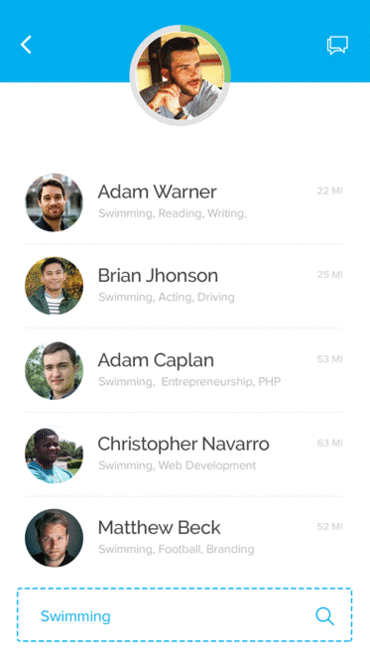 Adam Warner
22 MI
Swimming, Reading, Writing,
Brian Jhonson
25 MI
Swimming, Acting, Driving
Adam Caplan
53 MI
Swimming, Entrepreneurship, PHP
Christopher Navarro
63 MI
Swimming, Web Development
Matthew Beck
52 MI
Swimming, Football, Branding
Swimming